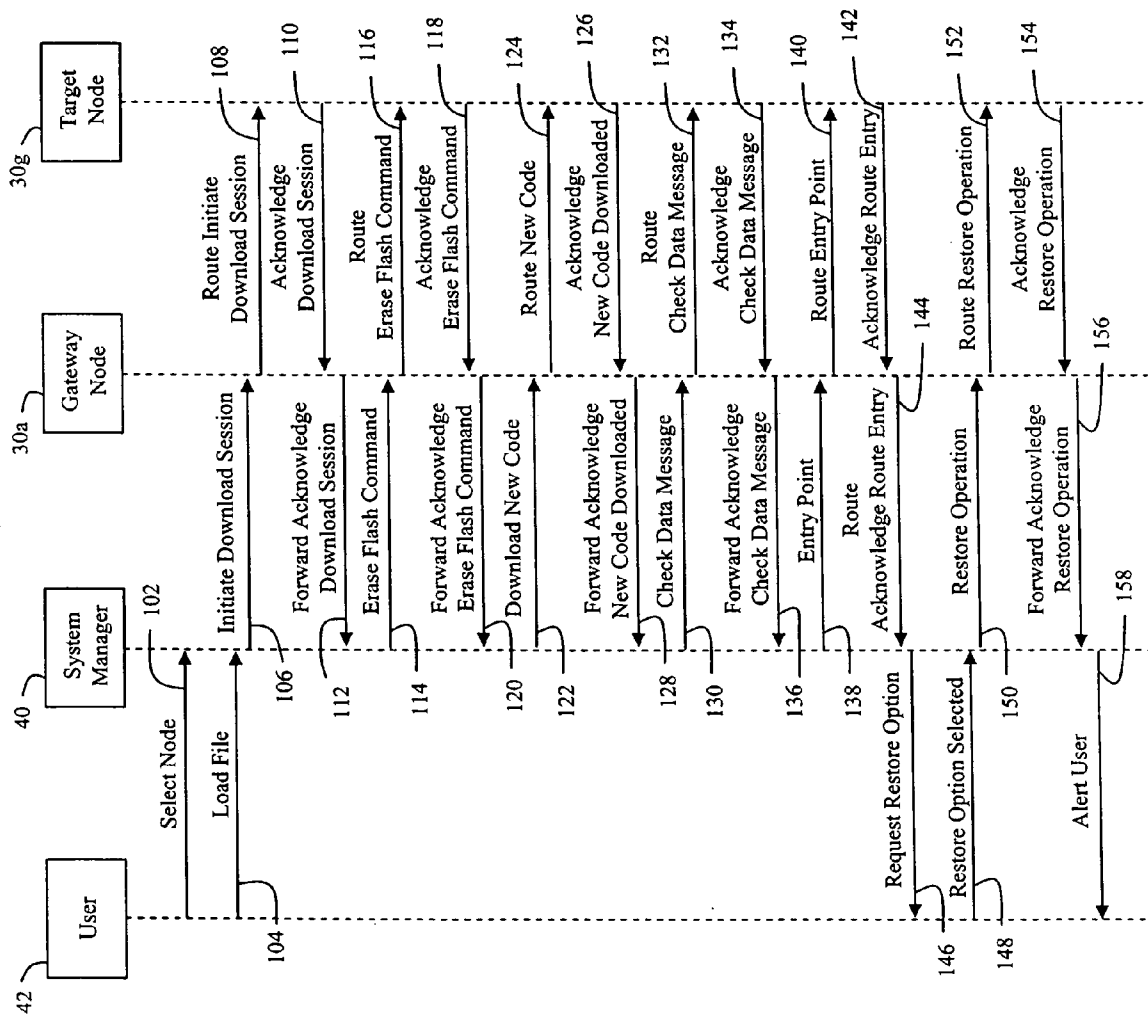 42
User
40
System
Manager
30a
Gateway
Node
30g
Target
Node
Select Node
102
Load File
104
Initiate Download Session
106
Route Initiate
Download Session
108
Acknowledge
Download Session
110
Forward Acknowledge
Download Session
112
Erase Flash Command
114
Route
Erase Flash Command
116
Acknowledge
Erase Flash Command
118
Forward Acknowledge
Erase Flash Command
120
Download New Code
122
Route New Code
124
Acknowledge
New Code Downloaded
126
Forward Acknowledge
New Code Downloaded
128
Check Data Message
130
Route
Check Data Message
132
Acknowledge
Check Data Message
134
Forward Acknowledge
Check Data Message
136
Entry Point
138
Route Entry Point
140
Acknowledge Route Entry
142
Route
Acknowledge Route Entry
144
Request Restore Option
146
Restore Option Selected
148
Restore Operation
150
Route Restore Operation
152
Acknowledge
Restore Operation
154
Forward Acknowledge
Restore Operation
156
Alert User
158